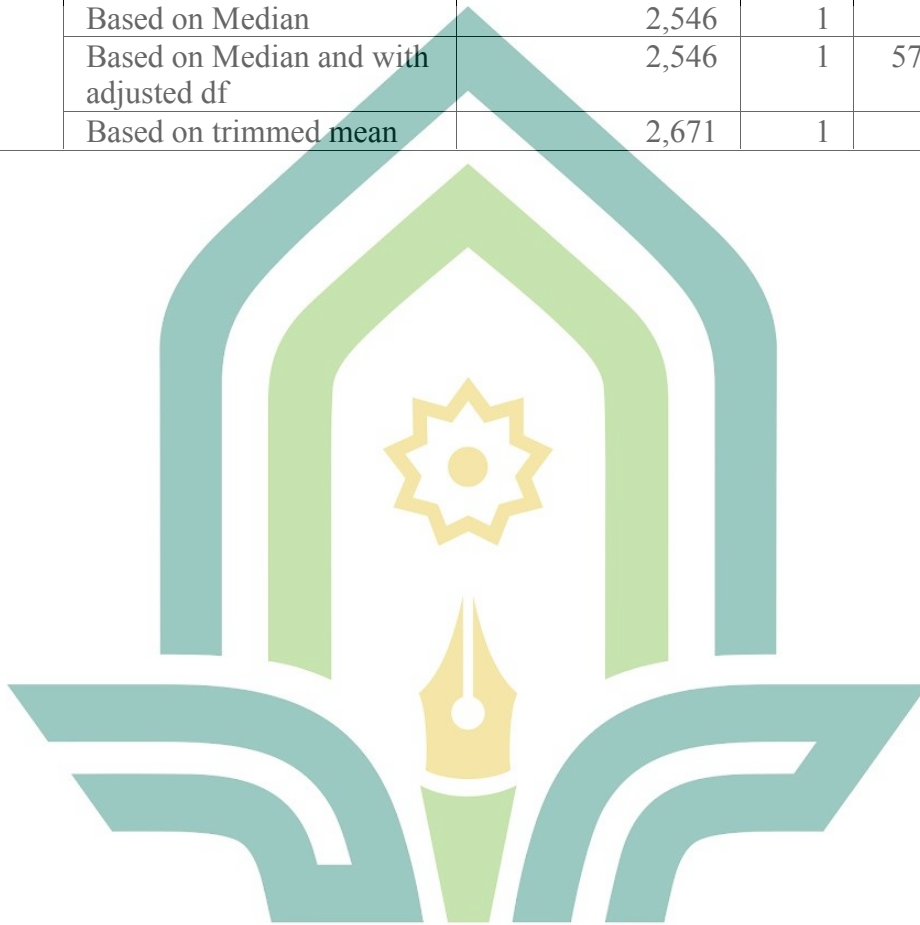 Based on Median 2,546 1
Based on Median and with 2,546 1 57
adjusted df
Based on trimmed mean 2,671 1